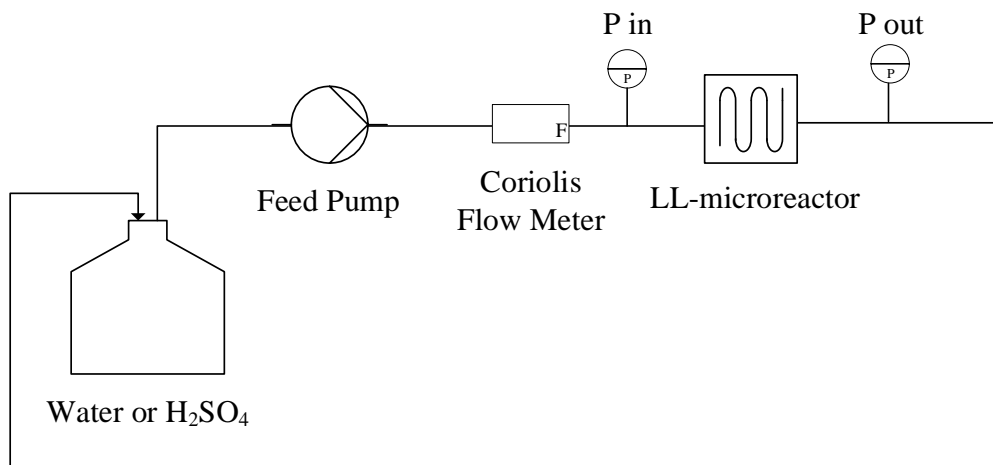 P in
P out
P
P
F
Feed Pump
Coriolis
Flow Meter
LL-microreactor
Water or H₂SO₄